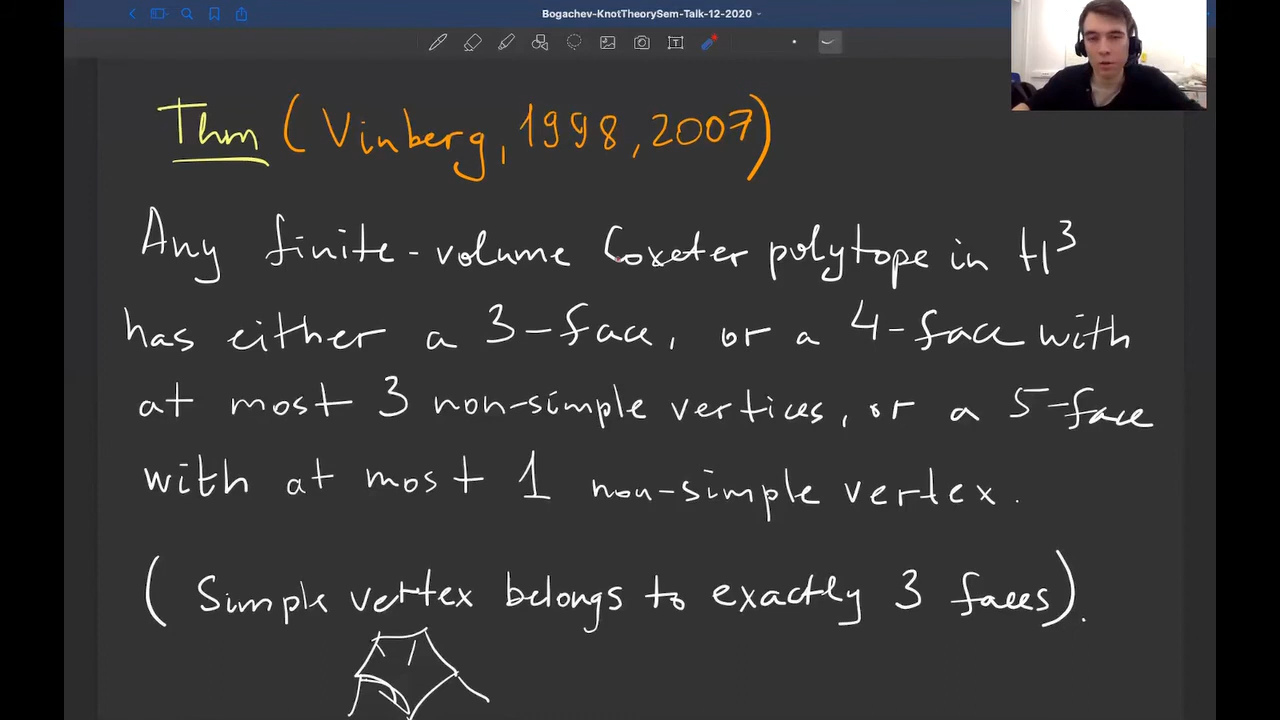 Bogachev-KnotTheorySem-Talk-12-2020
Thm (Vinberg, 1998, 2007)
Any finite-volume Coxeter polytope in H³
has either a 3-face, or a 4-face with
at most 3 non-simple vertices, or a 5-face
with at most 1 non-simple vertex.
(Simple vertex belongs to exactly 3 faces).